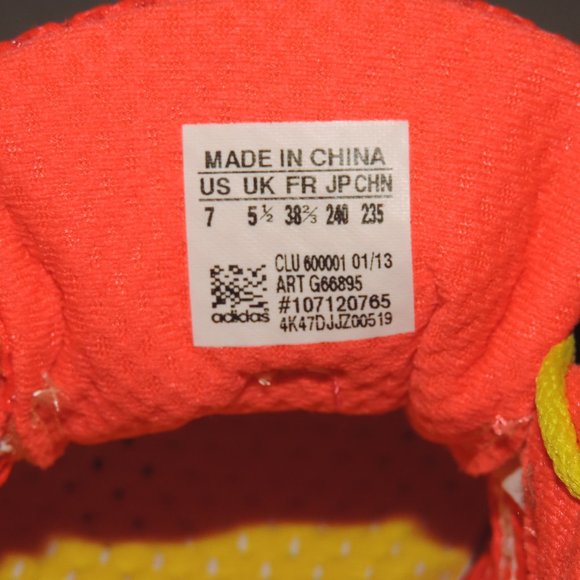 MADE IN CHINA
US UK FR JP CHN
7 5½ 38⅔ 240 235
CLU 600001 01/13
ART G66895
#107120765
adidas 4K47DJJZ00519